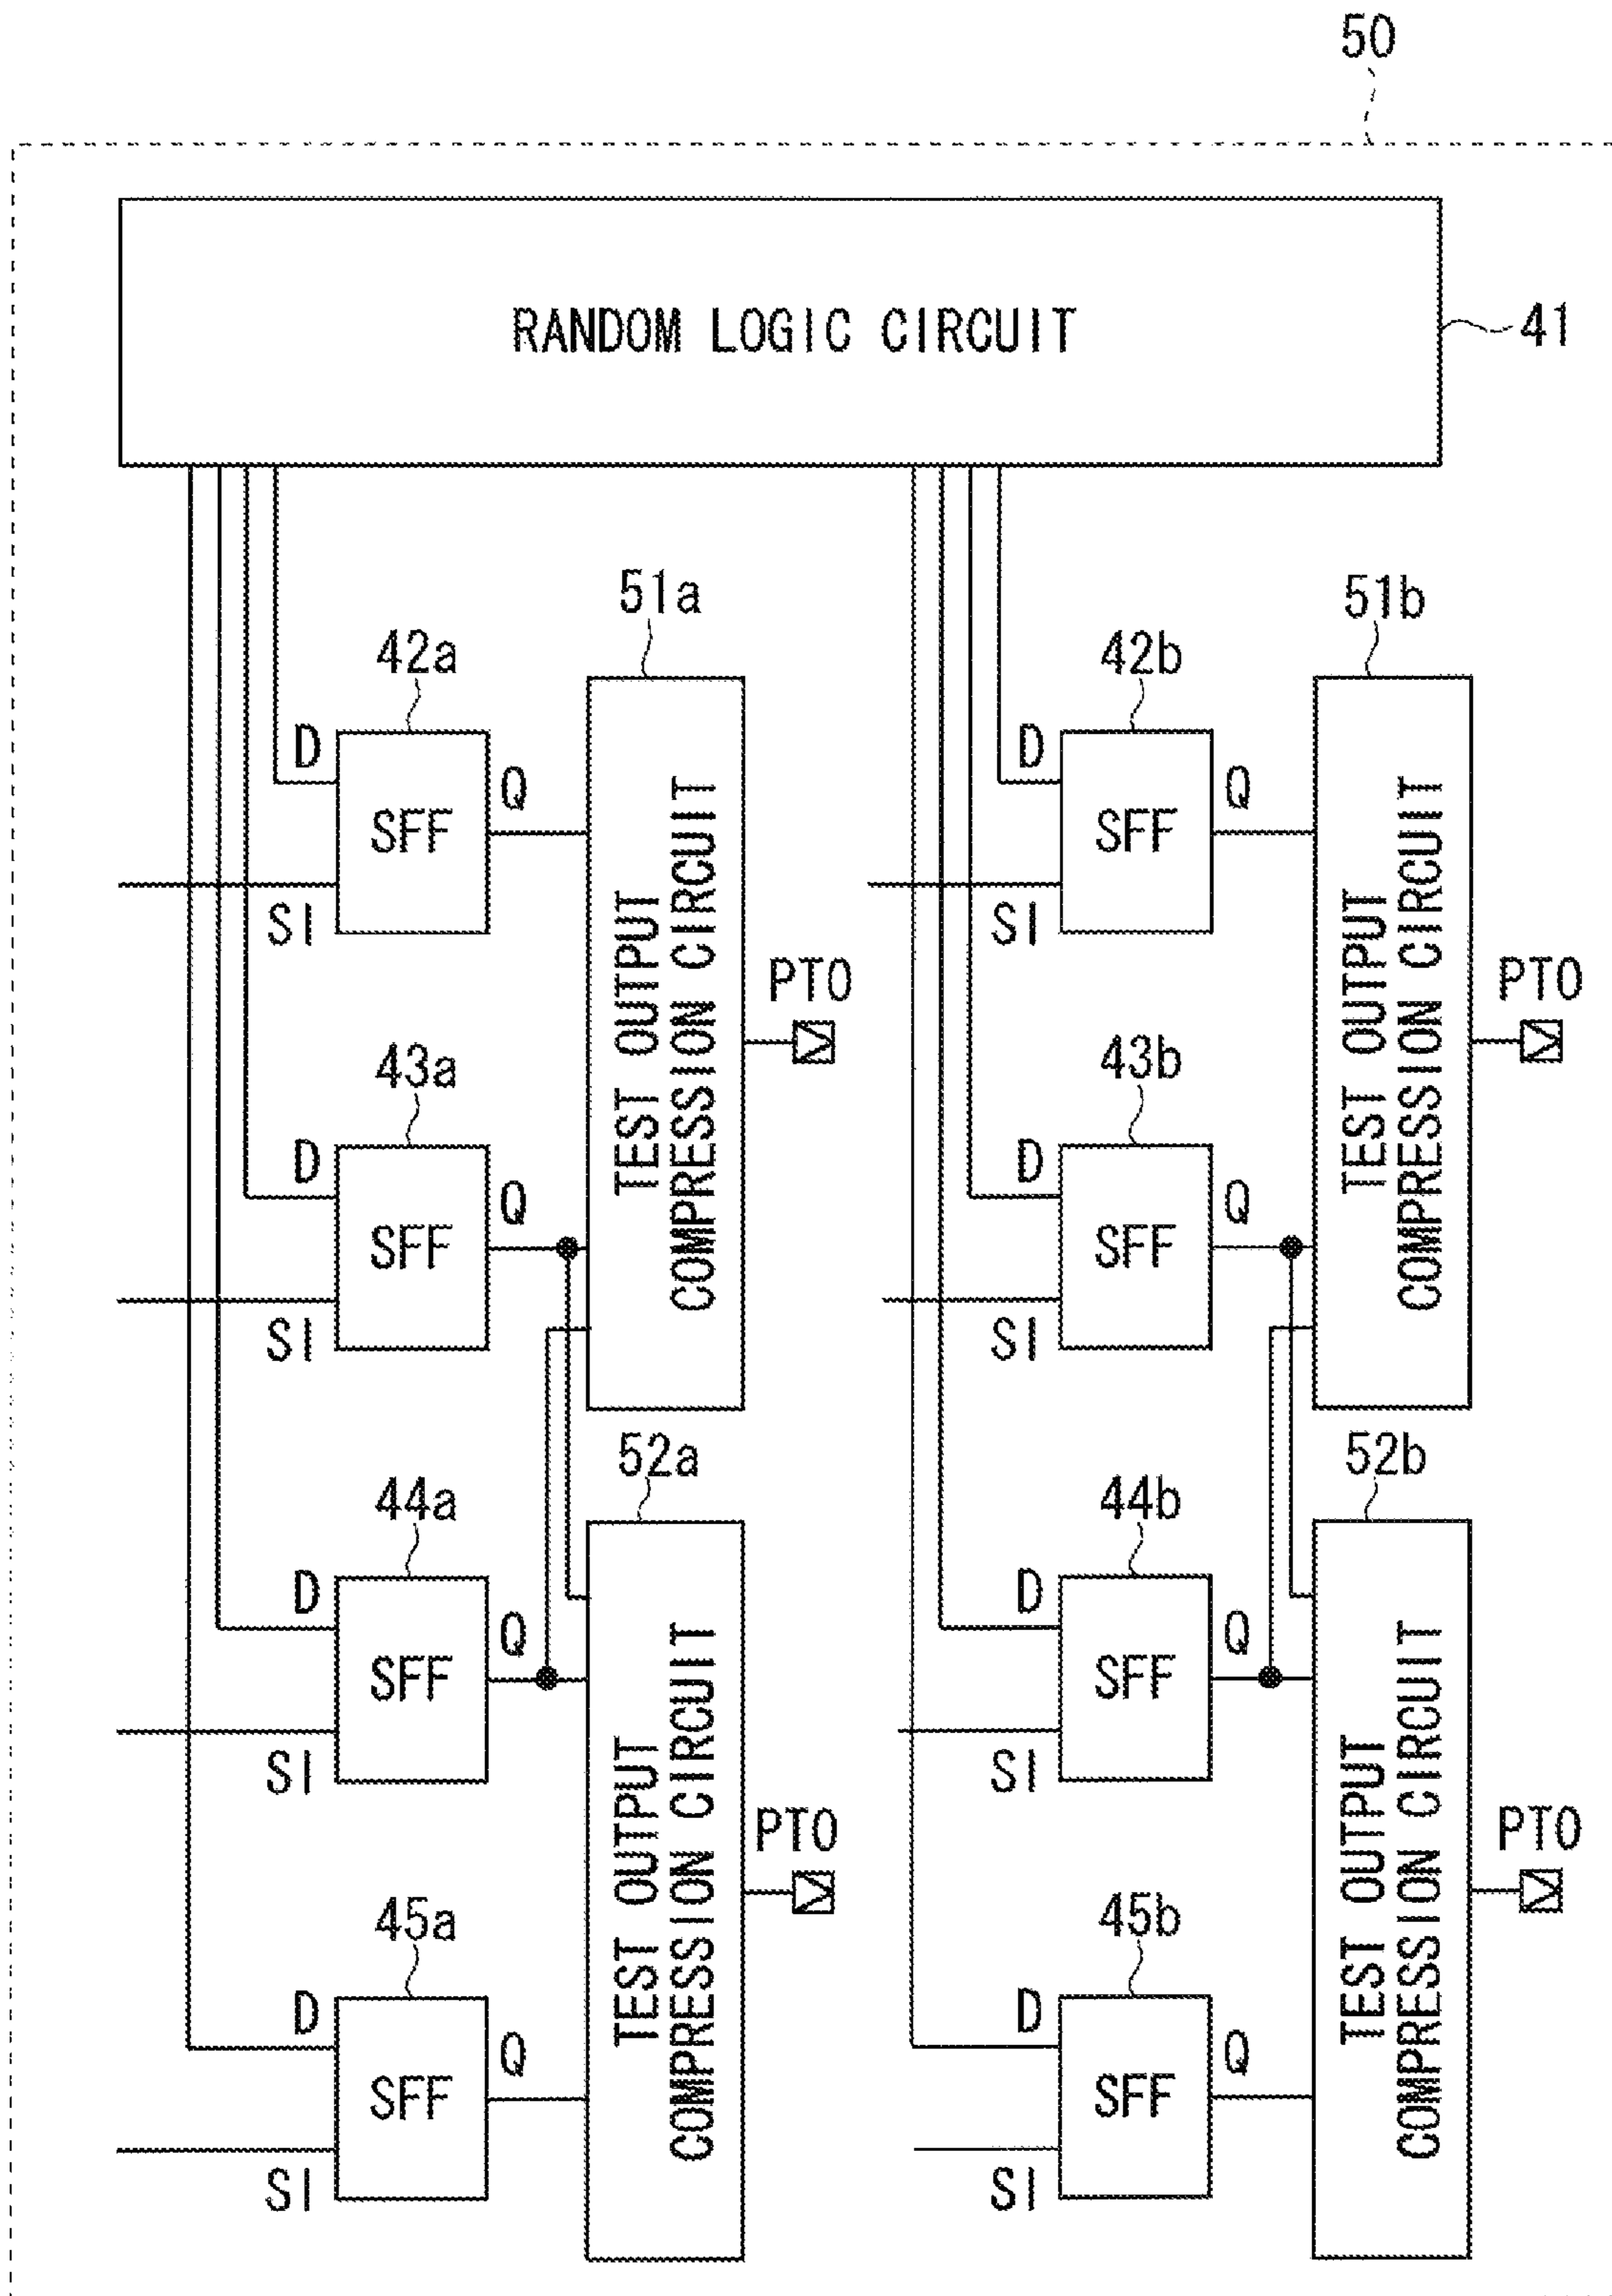 50
RANDOM LOGIC CIRCUIT
41
51a
42a
D
Q
SFF
SI
TEST OUTPUT
COMPRESSION CIRCUIT
PTO
43a
D
Q
SFF
SI
52a
44a
D
Q
SFF
SI
TEST OUTPUT
COMPRESSION CIRCUIT
PTO
45a
D
Q
SFF
SI
51b
42b
D
Q
SFF
SI
TEST OUTPUT
COMPRESSION CIRCUIT
PTO
43b
D
Q
SFF
SI
52b
44b
D
Q
SFF
SI
TEST OUTPUT
COMPRESSION CIRCUIT
PTO
45b
D
Q
SFF
SI